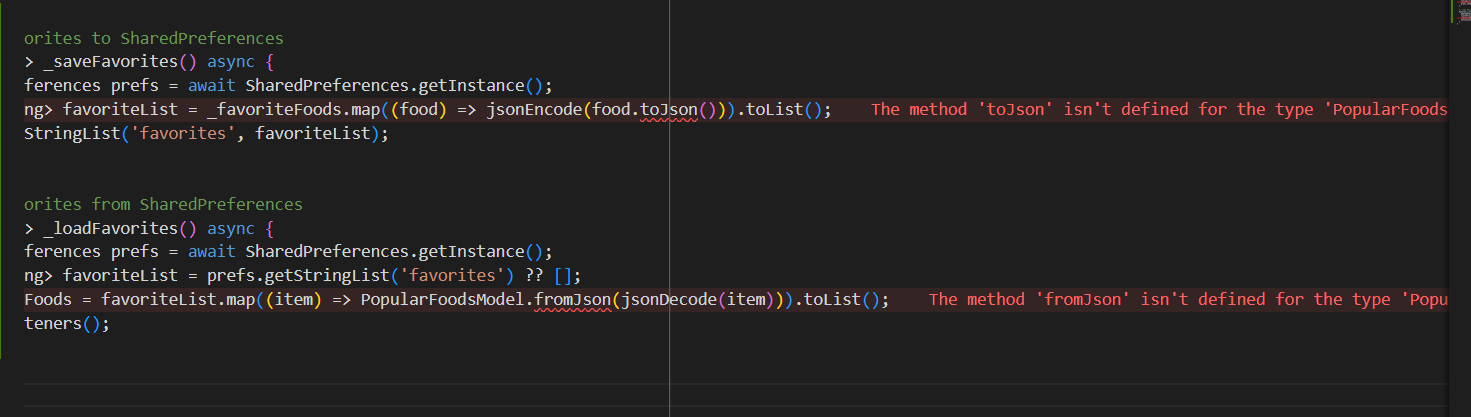 orites to SharedPreferences
> _saveFavorites() async {
ferences prefs = await SharedPreferences.getInstance();
ng> favoriteList = _favoriteFoods.map((food) => jsonEncode(food.toJson())).toList();    The method 'toJson' isn't defined for the type 'PopularFoods
StringList('favorites', favoriteList);
orites from SharedPreferences
> _loadFavorites() async {
ferences prefs = await SharedPreferences.getInstance();
ng> favoriteList = prefs.getStringList('favorites') ?? [];
Foods = favoriteList.map((item) => PopularFoodsModel.fromJson(jsonDecode(item))).toList();    The method 'fromJson' isn't defined for the type 'Popu
teners();